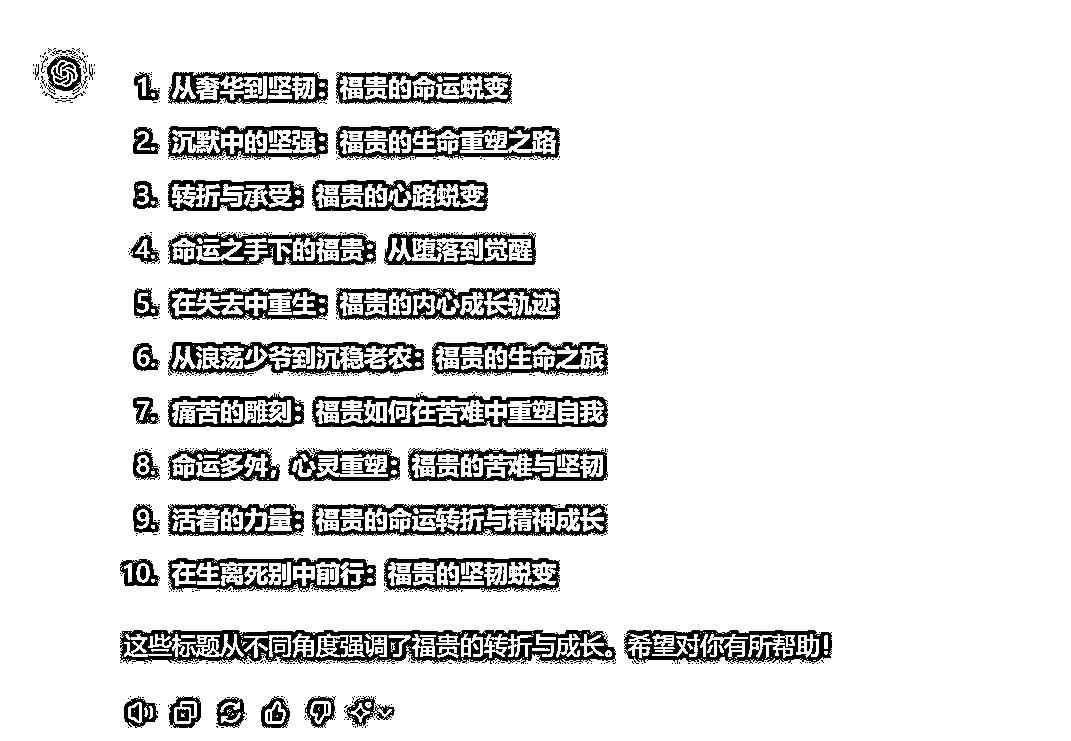 1. 从奢华到坚韧：福贵的命运蜕变
2. 沉默中的坚强：福贵的生命重塑之路
3. 转折与承受：福贵的心路蜕变
4. 命运之手下的福贵：从堕落到觉醒
5. 在失去中重生：福贵的内心成长轨迹
6. 从浪荡少爷到沉稳老农：福贵的生命之旅
7. 痛苦的雕刻：福贵如何在苦难中重塑自我
8. 命运多舛，心灵重塑：福贵的苦难与坚韧
9. 活着的力量：福贵的命运转折与精神成长
10. 在生离死别中前行：福贵的坚韧蜕变
这些标题从不同角度强调了福贵的转折与成长。希望对你有所帮助！